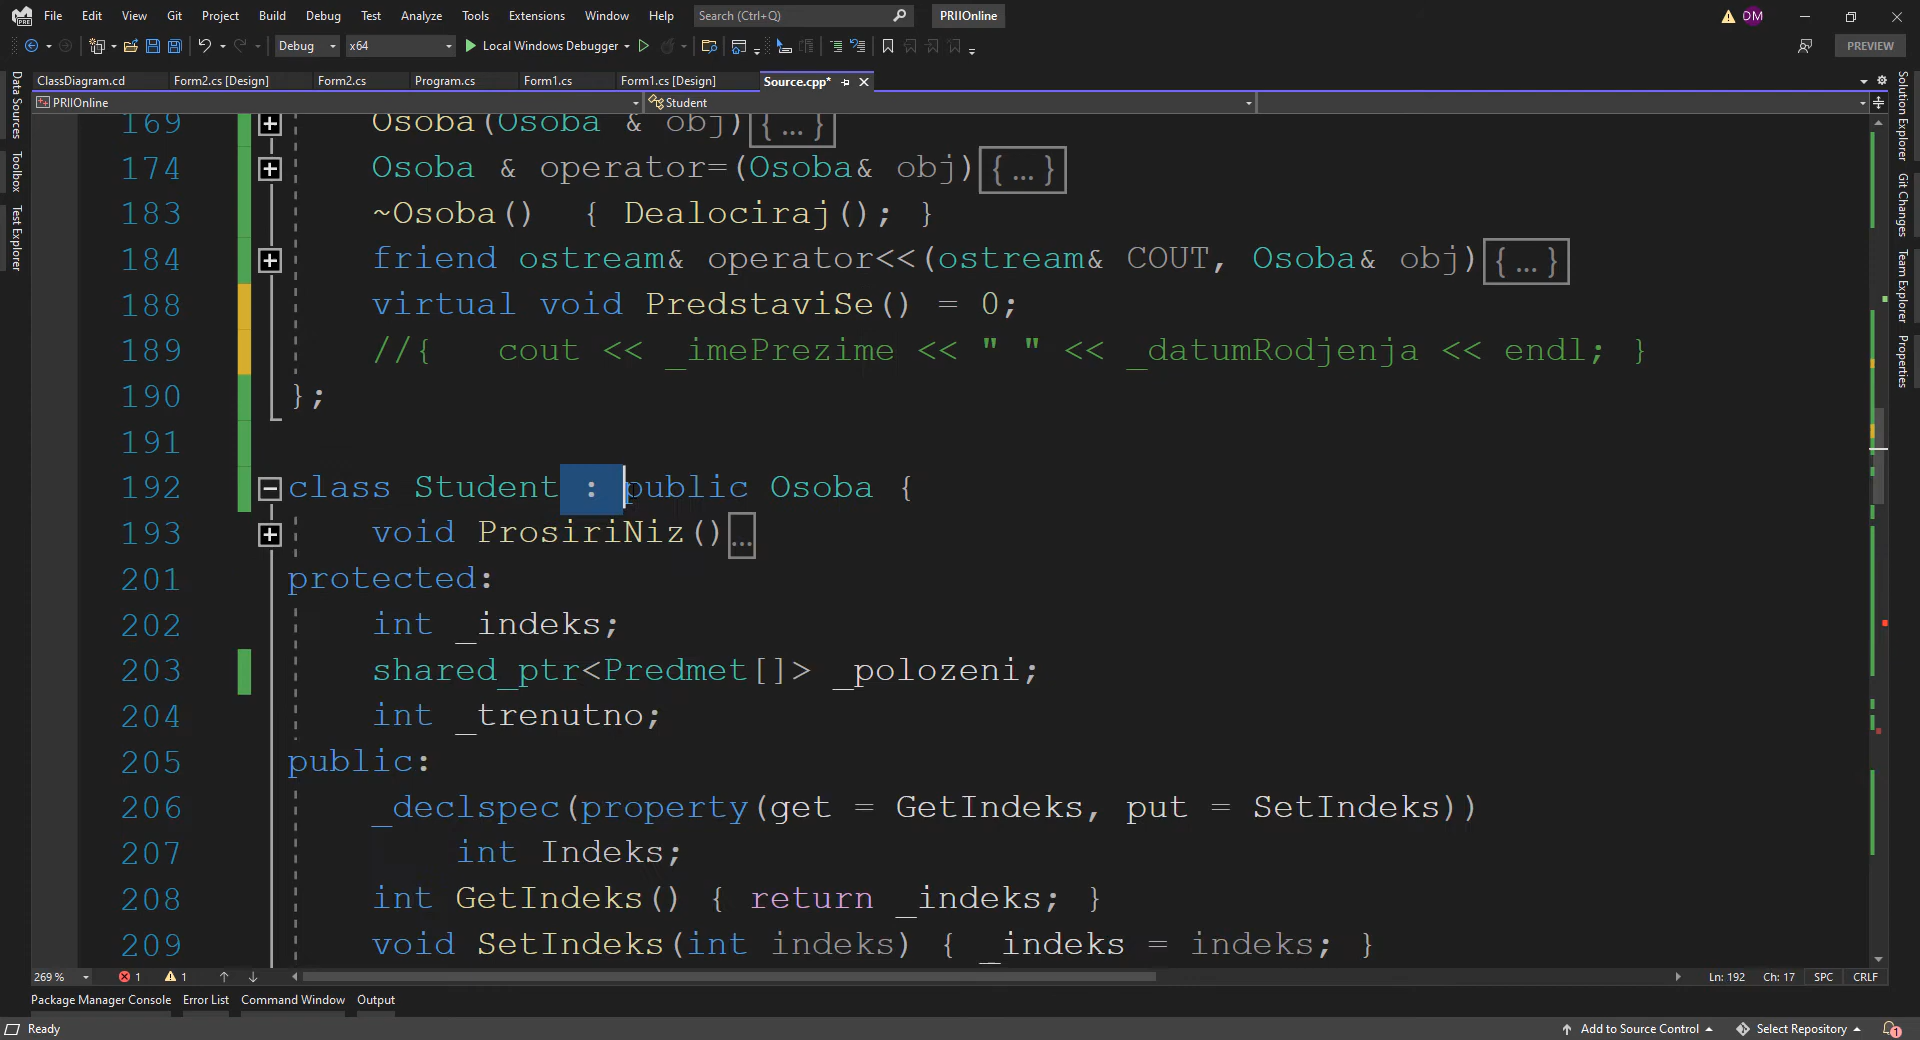 File Edit View Git Project Build Debug Test Analyze Tools Extensions Window Help Search (Ctrl+Q) PRIIOnline DM
Debug x64 Local Windows Debugger PREVIEW
ClassDiagram.cd Form2.cs [Design] Form2.cs Program.cs Form1.cs Form1.cs [Design] Source.cpp*
PRIIOnline Student
169 Osoba(Osoba & obj){ ... }
174 Osoba & operator=(Osoba& obj){ ... }
183 ~Osoba() { Dealociraj(); }
184 friend ostream& operator<<(ostream& COUT, Osoba& obj){ ... }
188 virtual void PredstaviSe() = 0;
189 //{ cout << _imePrezime << " " << _datumRodjenja << endl; }
190 };
191
192 class Student : public Osoba {
193 void ProsiriNiz()...
201 protected:
202 int _indeks;
203 shared_ptr<Predmet[]> _polozeni;
204 int _trenutno;
205 public:
206 _declspec(property(get = GetIndeks, put = SetIndeks))
207 int Indeks;
208 int GetIndeks() { return _indeks; }
209 void SetIndeks(int indeks) { _indeks = indeks; }
Data Sources
Toolbox
Test Explorer
Solution Explorer
Git Changes
Team Explorer
Properties
269 % 1 1 Ln: 192 Ch: 17 SPC CRLF
Package Manager Console Error List Command Window Output
Ready Add to Source Control Select Repository 1